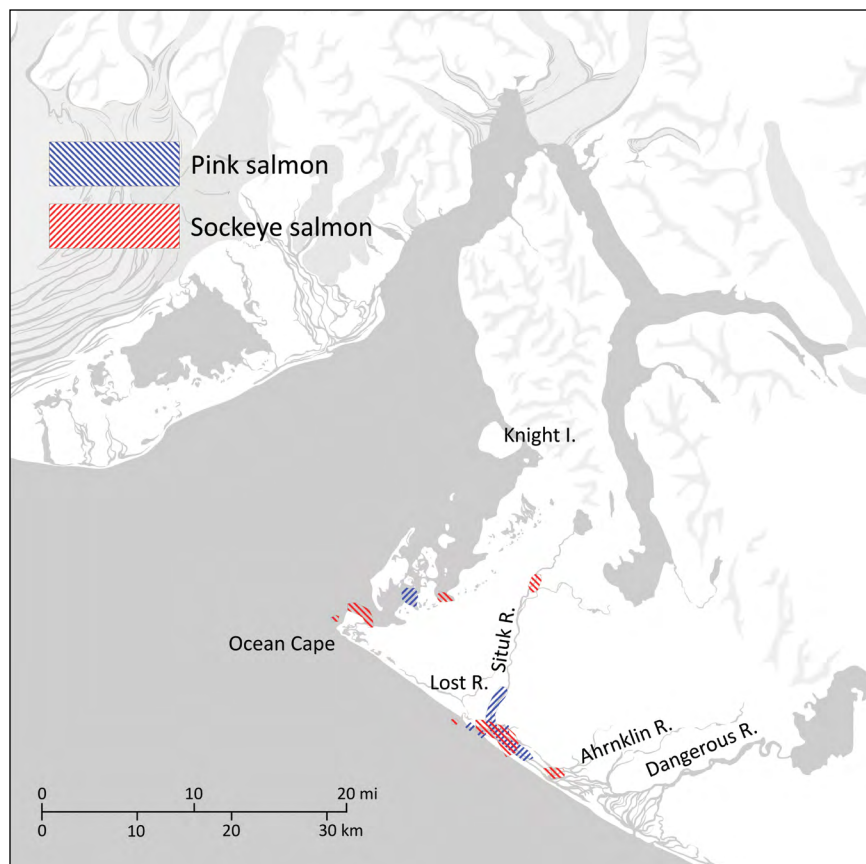 Pink salmon
Sockeye salmon
Knight I.
Situk R.
Ocean Cape
Lost R.
Ahrnklin R.
Dangerous R.
0 10 20 mi
0 10 20 30 km